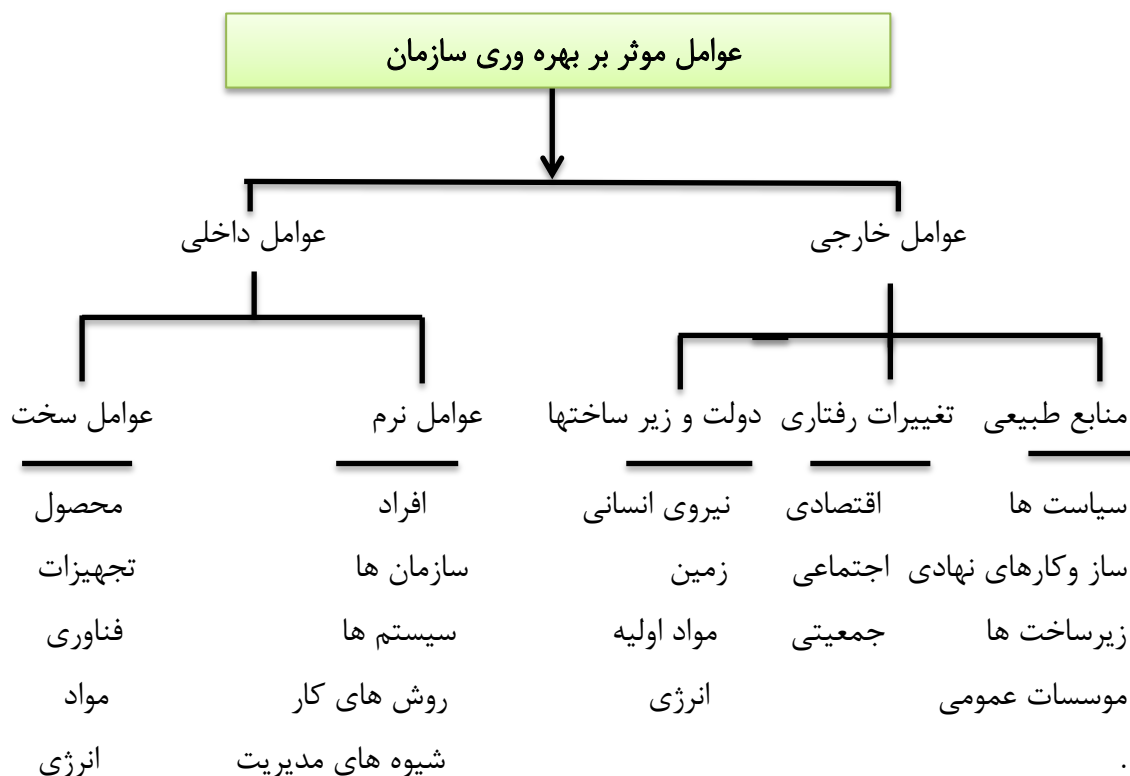 عوامل موثر بر بهره وری سازمان
عوامل خارجی
عوامل داخلی
منابع طبیعی
تغییرات رفتاری
دولت و زیر ساختها
عوامل نرم
عوامل سخت
سیاست ها
اقتصادی
نیروی انسانی
افراد
محصول
ساز وکارهای نهادی
اجتماعی
زمین
سازمان ها
تجهیزات
زیرساخت ها
جمعیتی
مواد اولیه
سیستم ها
فناوری
موسسات عمومی
انرژی
روش های کار
مواد
.
شیوه های مدیریت
انرژی